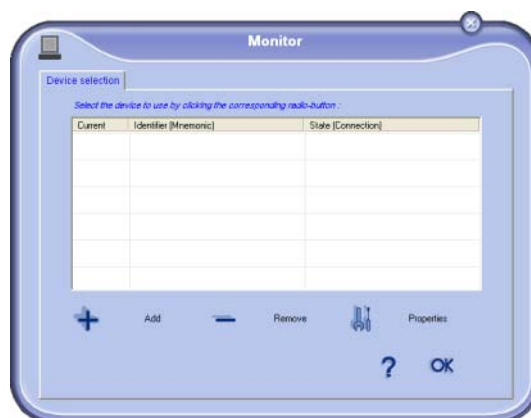 Monitor
Device selection
Select the device to use by clicking the corresponding radio-button :
Current Identifier (Mnemonic) State (Connection)
Add Remove Properties
? OK